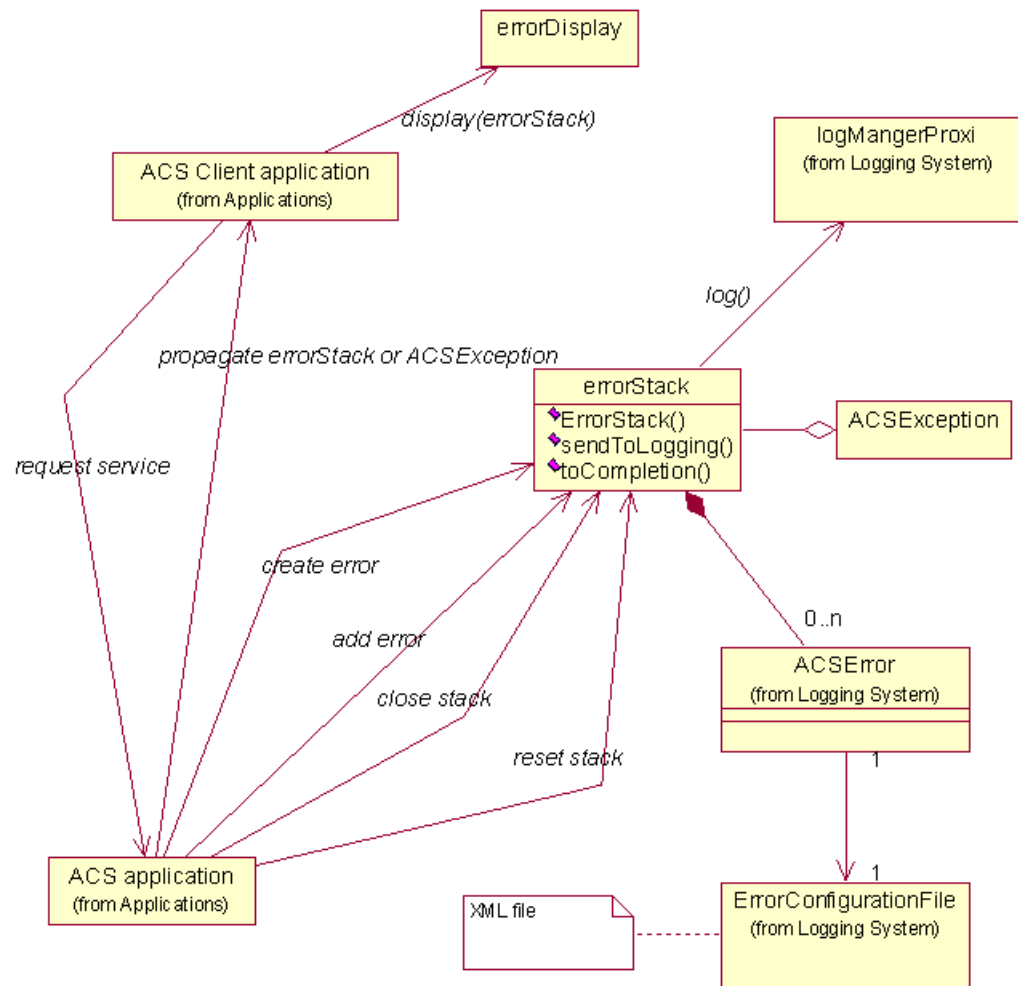 errorDisplay
display(errorStack)
logMangerProxi
(from Logging System)
ACS Client application
(from Applications)
log()
propagate errorStack or ACSException
errorStack
ErrorStack()
sendToLogging()
toCompletion()
ACSException
request service
create error
add error
close stack
reset stack
0..n
ACSError
(from Logging System)
1
1
ACS application
(from Applications)
XML file
ErrorConfigurationFile
(from Logging System)